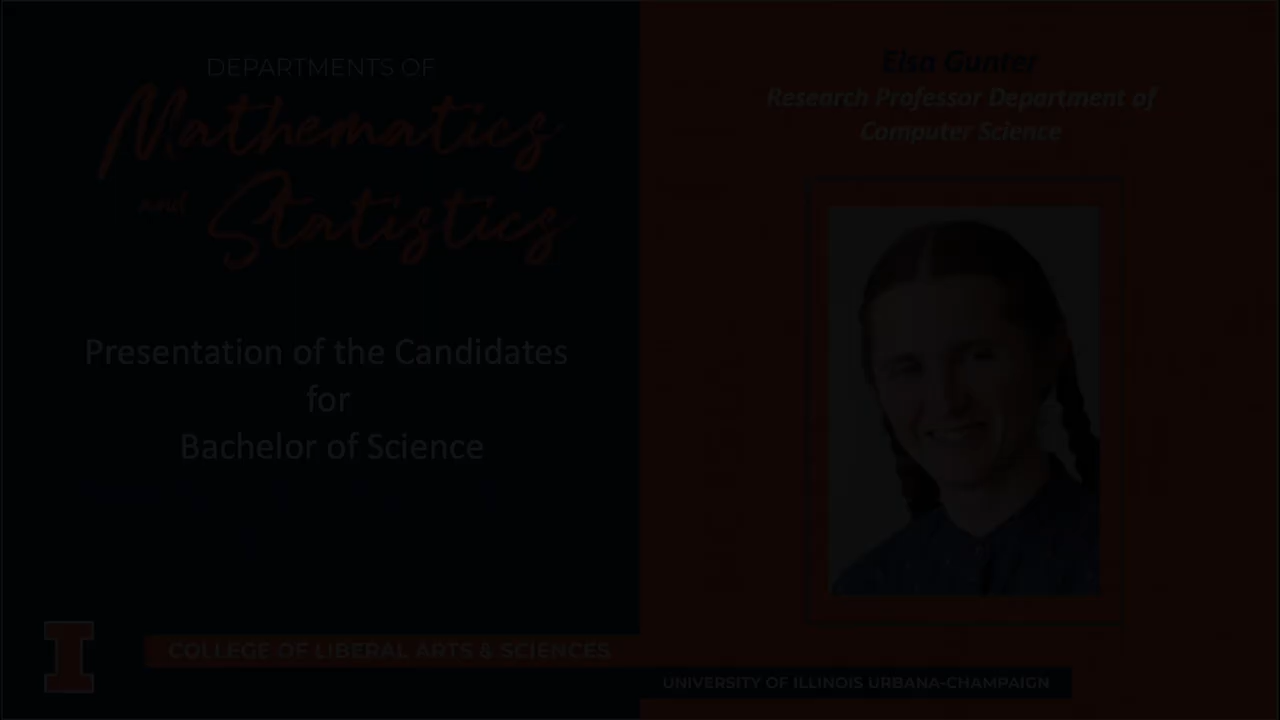 DEPARTMENTS OF
Mathematics
and Statistics
Presentation of the Candidates
for
Bachelor of Science
Elsa Gunter
Research Professor Department of
Computer Science
COLLEGE OF LIBERAL ARTS & SCIENCES
UNIVERSITY OF ILLINOIS URBANA-CHAMPAIGN